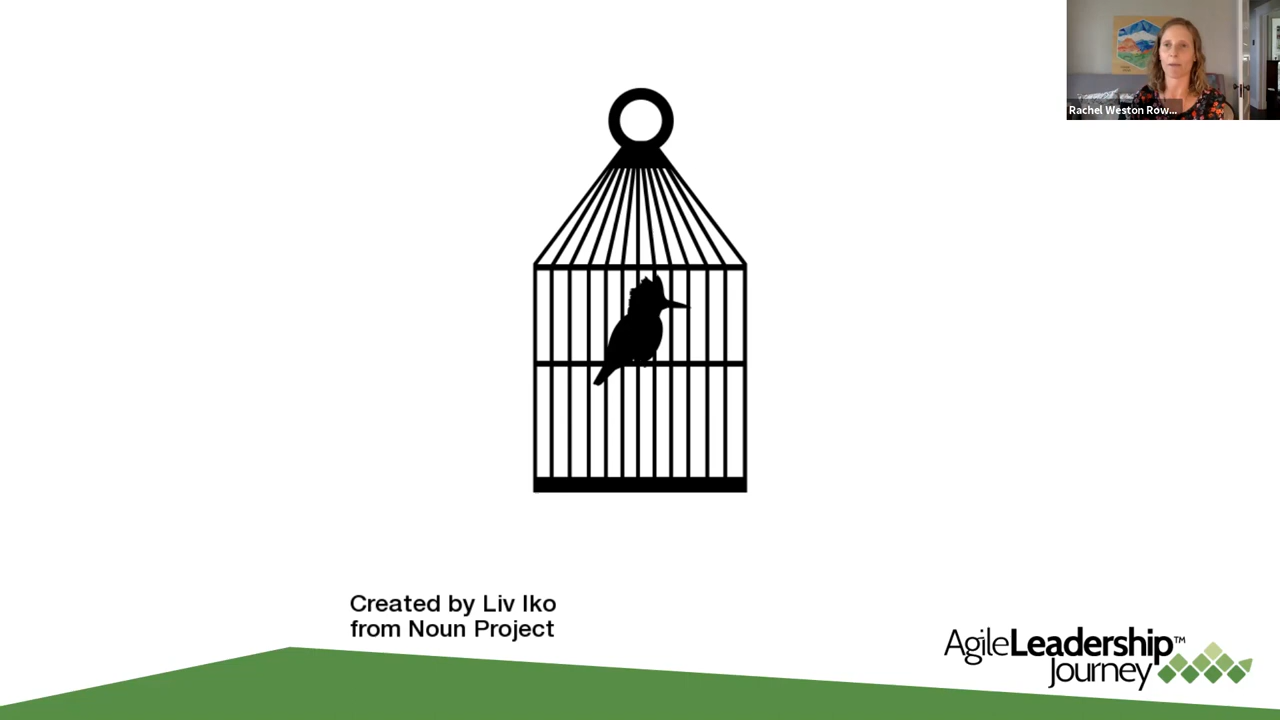 Rachel Weston Row...
Created by Liv Iko
from Noun Project
AgileLeadership™
Journey